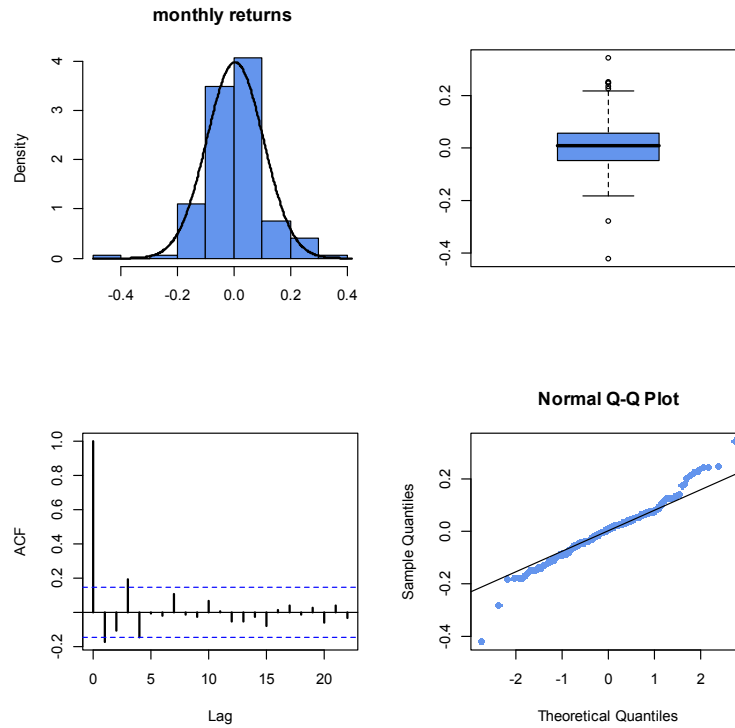 monthly returns
Density
0 1 2 3 4
-0.4 -0.2 0.0 0.2 0.4
-0.4 -0.2 0.0 0.2
ACF
-0.2 0.2 0.4 0.6 0.8 1.0
0 5 10 15 20
Lag
Normal Q-Q Plot
Sample Quantiles
-0.4 -0.2 0.0 0.2
-2 -1 0 1 2
Theoretical Quantiles